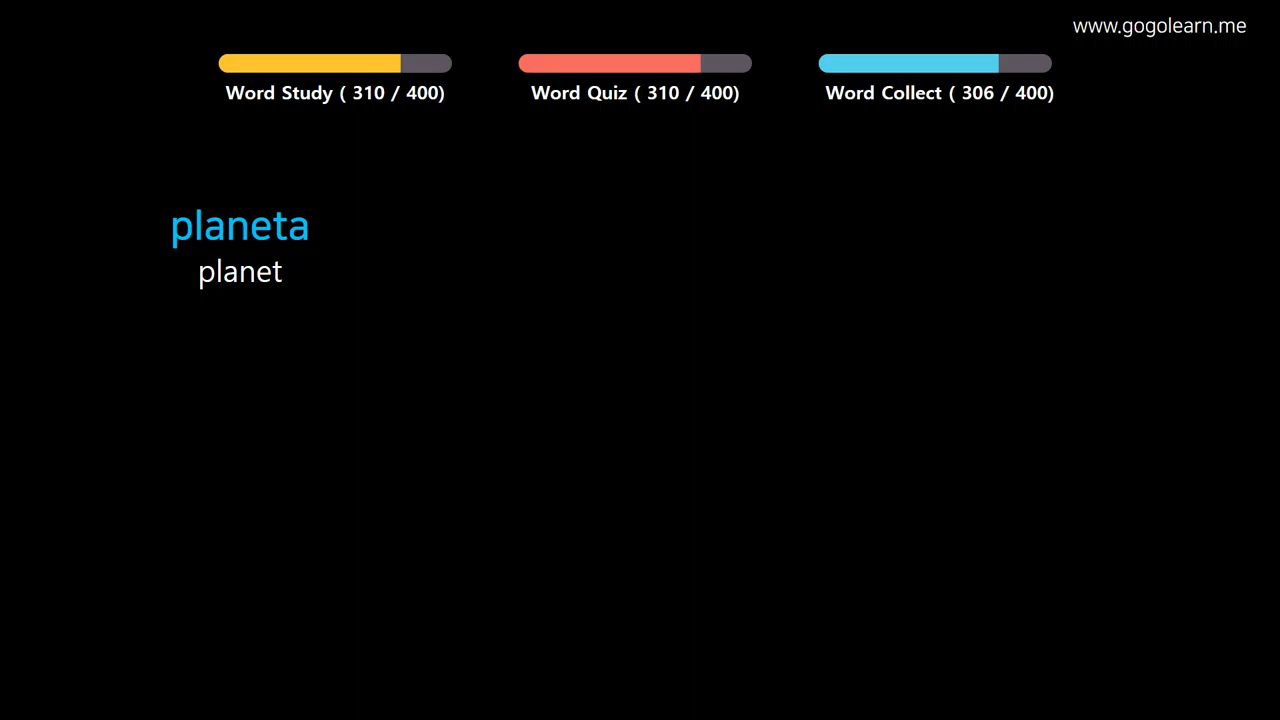 www.gogolearn.me
Word Study ( 310 / 400)
Word Quiz ( 310 / 400)
Word Collect ( 306 / 400)
planeta
planet